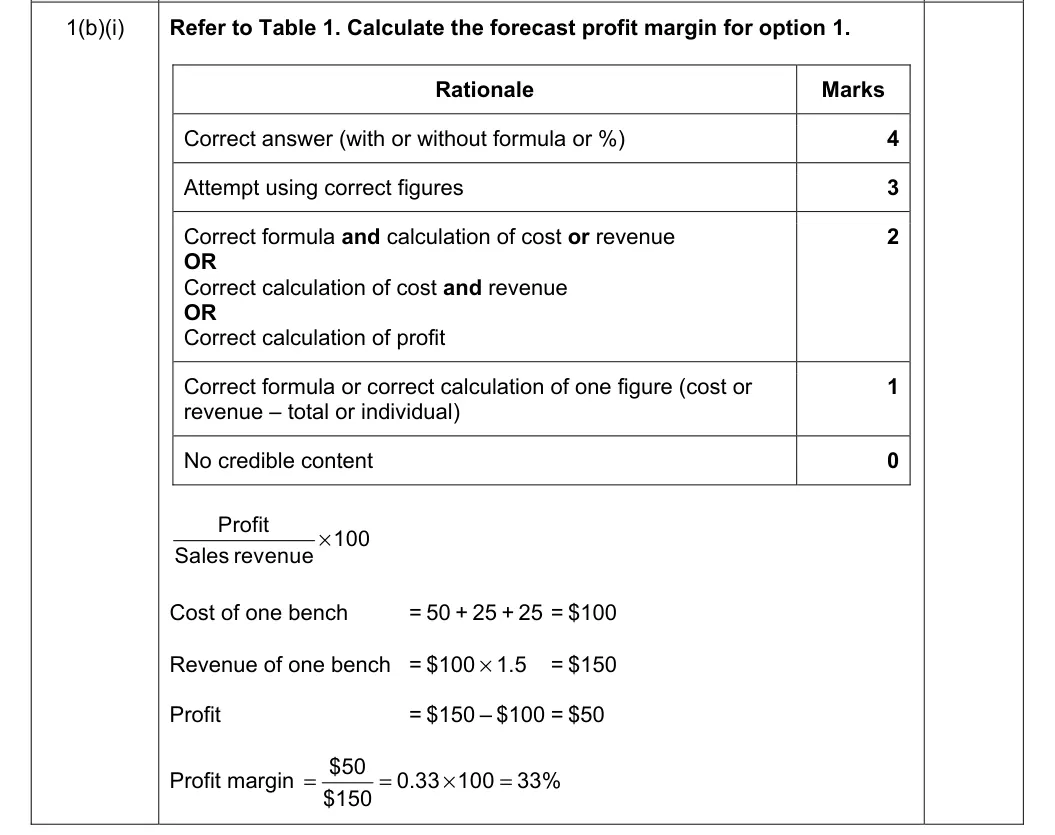 1(b)(i)
Refer to Table 1. Calculate the forecast profit margin for option 1.
Rationale Marks
Correct answer (with or without formula or %) 4
Attempt using correct figures 3
Correct formula and calculation of cost or revenue 2
OR
Correct calculation of cost and revenue
OR
Correct calculation of profit
Correct formula or correct calculation of one figure (cost or 1
revenue – total or individual)
No credible content 0
Profit
Sales revenue ×100
Cost of one bench = 50 + 25 + 25 = $100
Revenue of one bench = $100 × 1.5 = $150
Profit = $150 – $100 = $50
Profit margin = $50
$150 = 0.33 × 100 = 33%